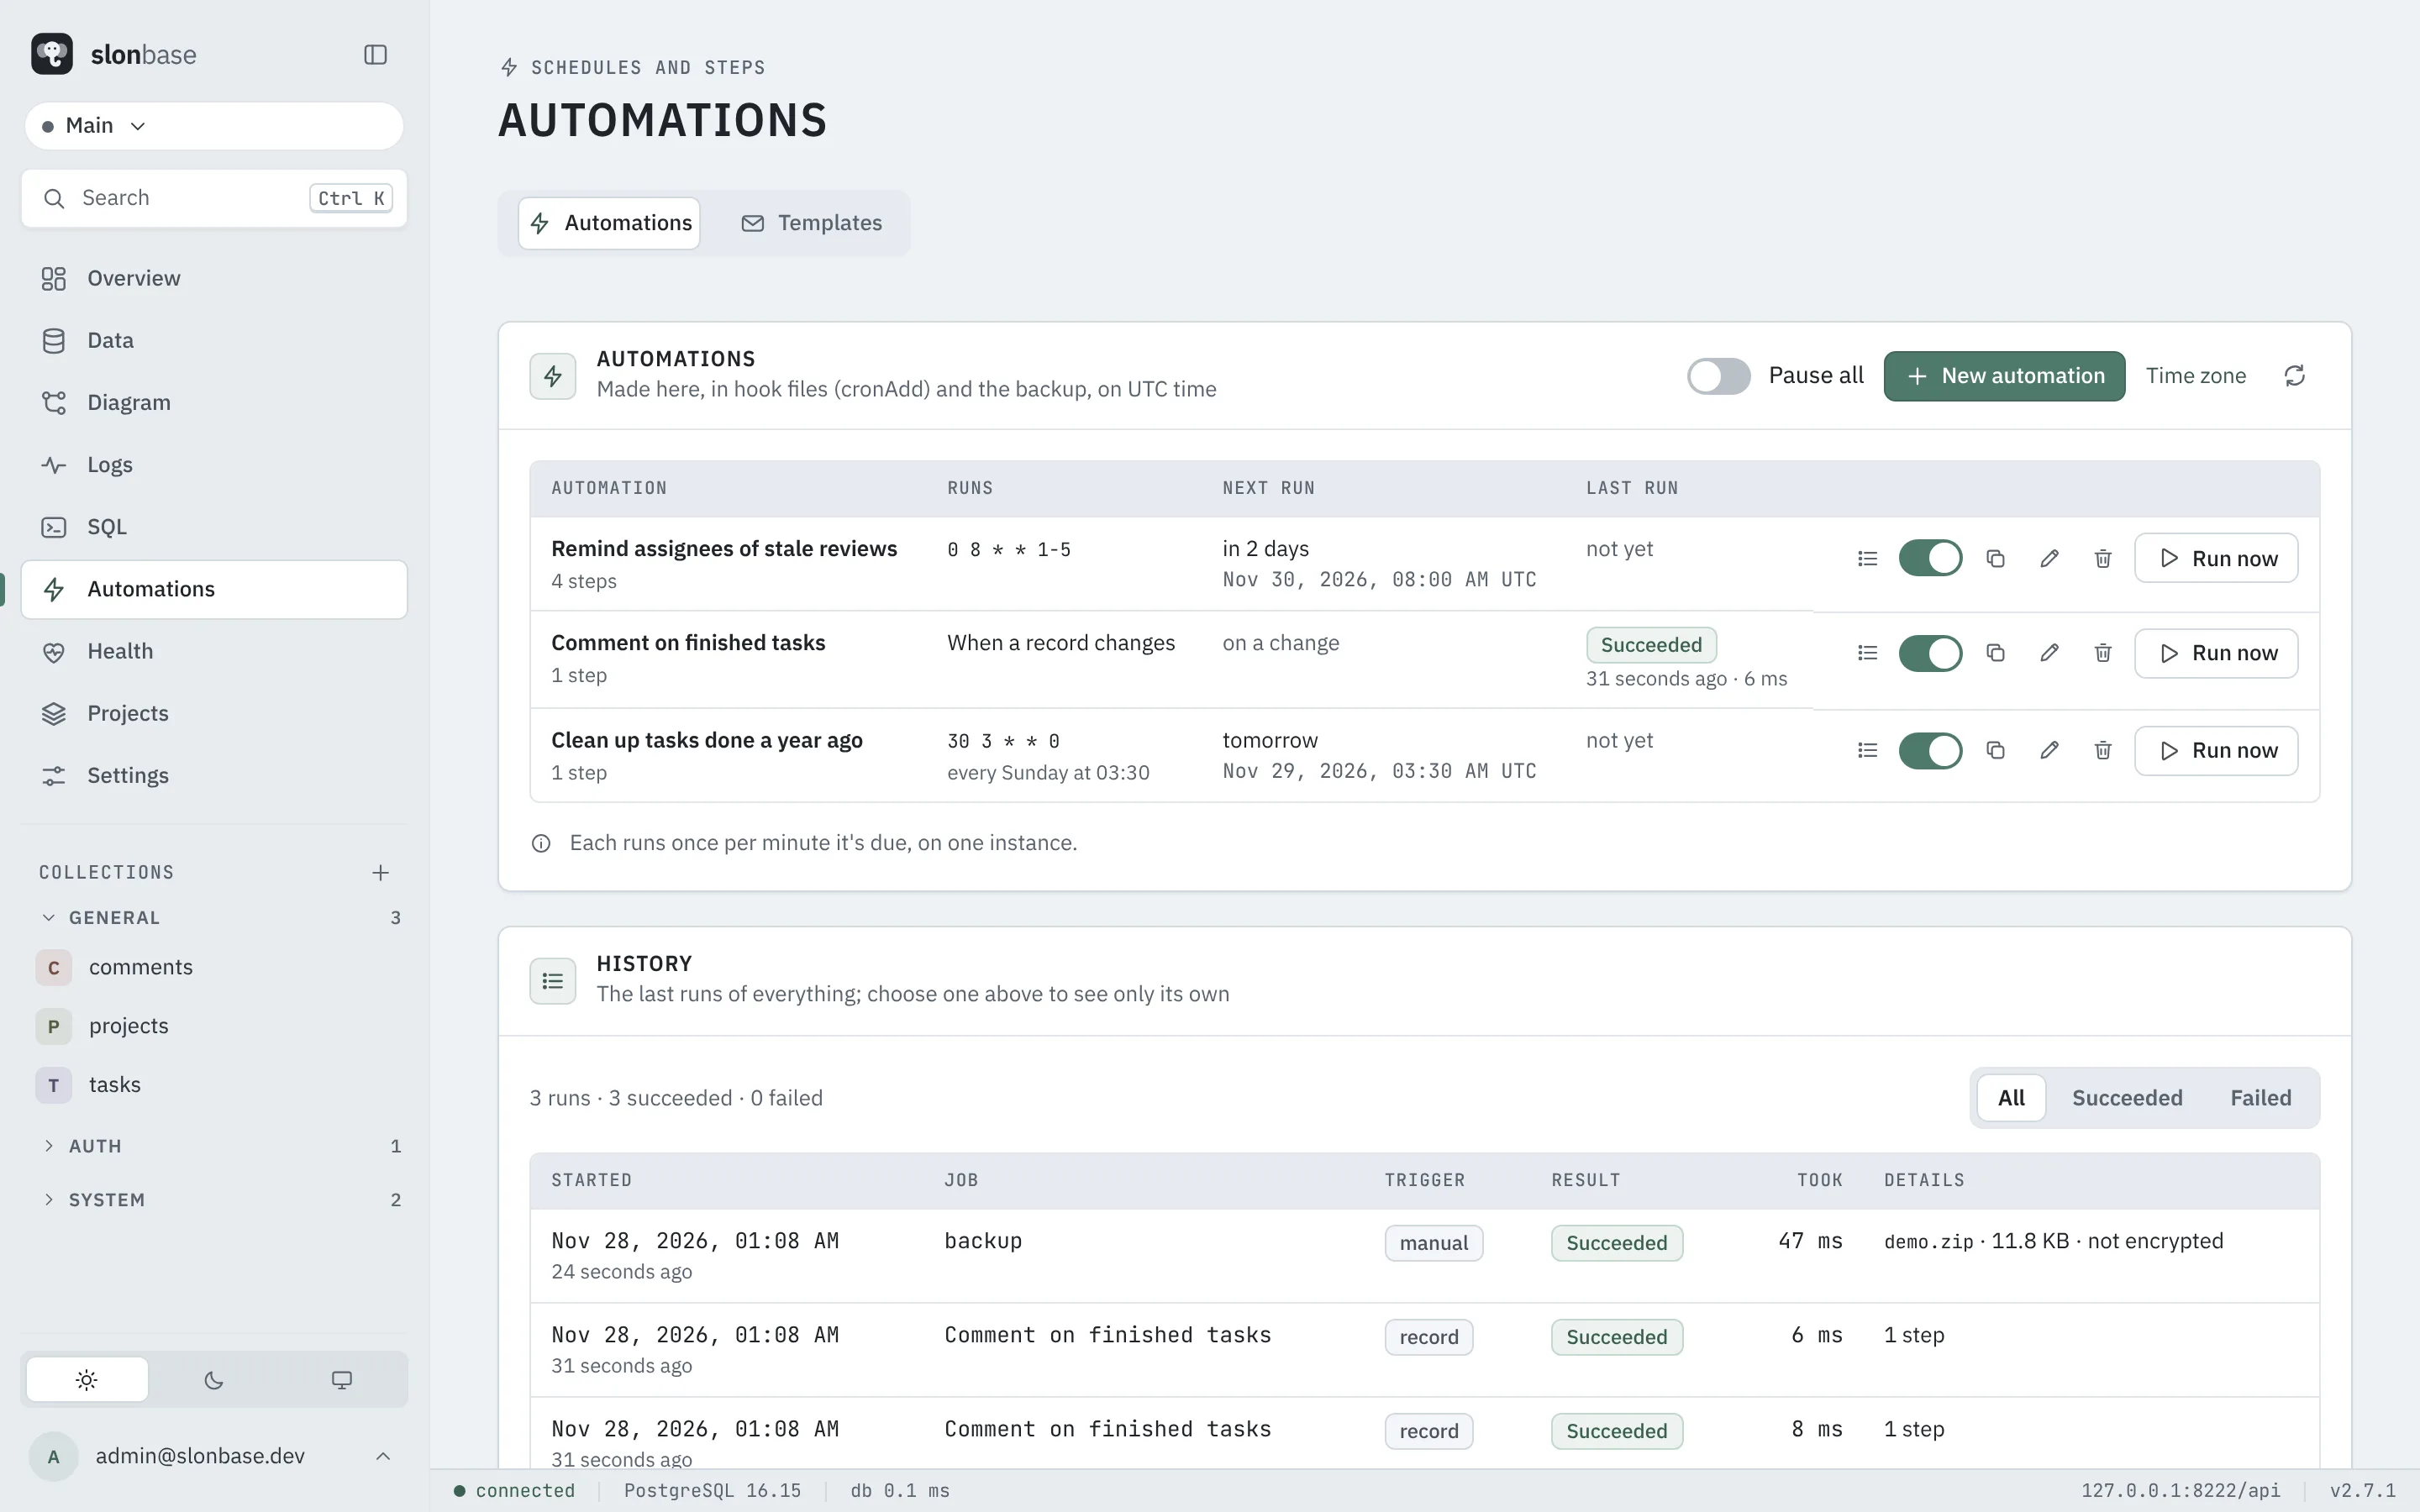 slonbase
Main
Search Ctrl K
Overview
Data
Diagram
Logs
SQL
Automations
Health
Projects
Settings
COLLECTIONS
GENERAL 3
C comments
P projects
T tasks
AUTH 1
SYSTEM 2
A admin@slonbase.dev
SCHEDULES AND STEPS
AUTOMATIONS
Automations Templates
AUTOMATIONS
Made here, in hook files (cronAdd) and the backup, on UTC time
Pause all New automation Time zone
AUTOMATION RUNS NEXT RUN LAST RUN
Remind assignees of stale reviews 0 8 * * 1-5 in 2 days not yet Run now
4 steps Nov 30, 2026, 08:00 AM UTC
Comment on finished tasks When a record changes on a change Succeeded Run now
1 step 31 seconds ago · 6 ms
Clean up tasks done a year ago 30 3 * * 0 tomorrow not yet Run now
1 step every Sunday at 03:30 Nov 29, 2026, 03:30 AM UTC
Each runs once per minute it's due, on one instance.
HISTORY
The last runs of everything; choose one above to see only its own
3 runs · 3 succeeded · 0 failed All Succeeded Failed
STARTED JOB TRIGGER RESULT TOOK DETAILS
Nov 28, 2026, 01:08 AM backup manual Succeeded 47 ms demo.zip · 11.8 KB · not encrypted
24 seconds ago
Nov 28, 2026, 01:08 AM Comment on finished tasks record Succeeded 6 ms 1 step
31 seconds ago
Nov 28, 2026, 01:08 AM Comment on finished tasks record Succeeded 8 ms 1 step
31 seconds ago
connected PostgreSQL 16.15 db 0.1 ms 127.0.0.1:8222/api v2.7.1